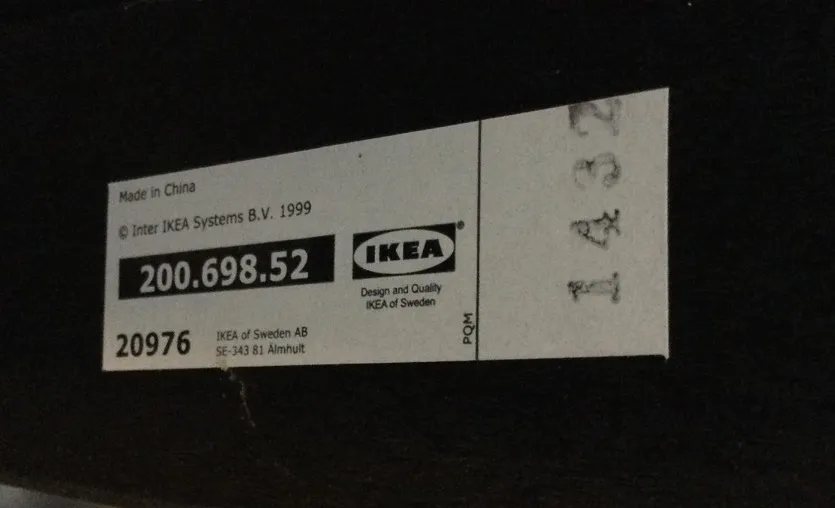 Made in China
© Inter IKEA Systems B.V. 1999
200.698.52
IKEA®
Design and Quality
IKEA of Sweden
20976
IKEA of Sweden AB
SE-343 81 Älmhult
PQM
1432